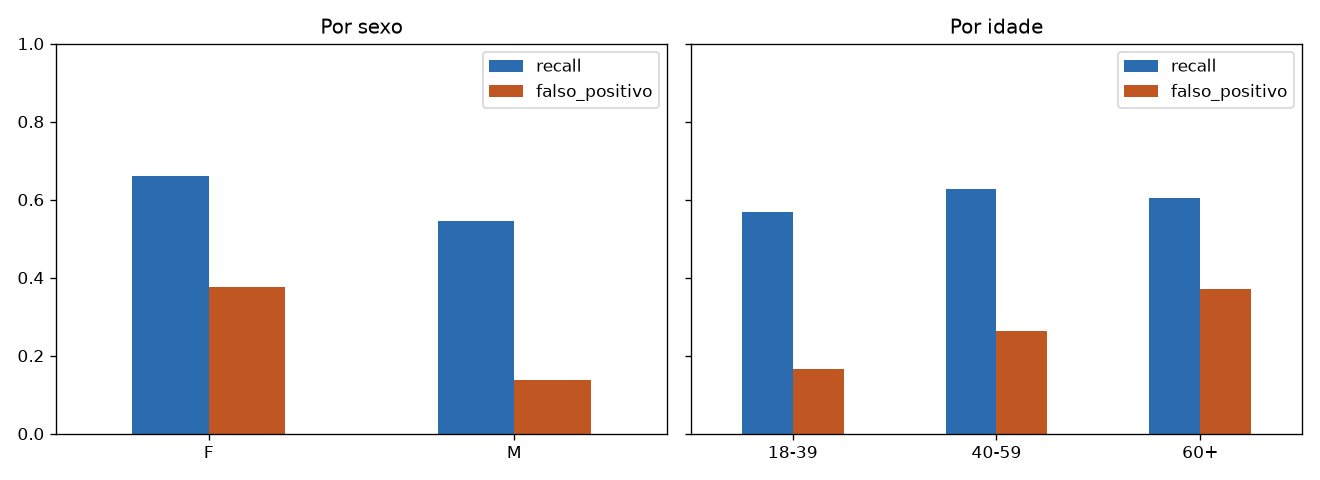 Por sexo
1.0
0.8
0.6
0.4
0.2
0.0
recall
falso_positivo
F
M
Por idade
recall
falso_positivo
18-39
40-59
60+